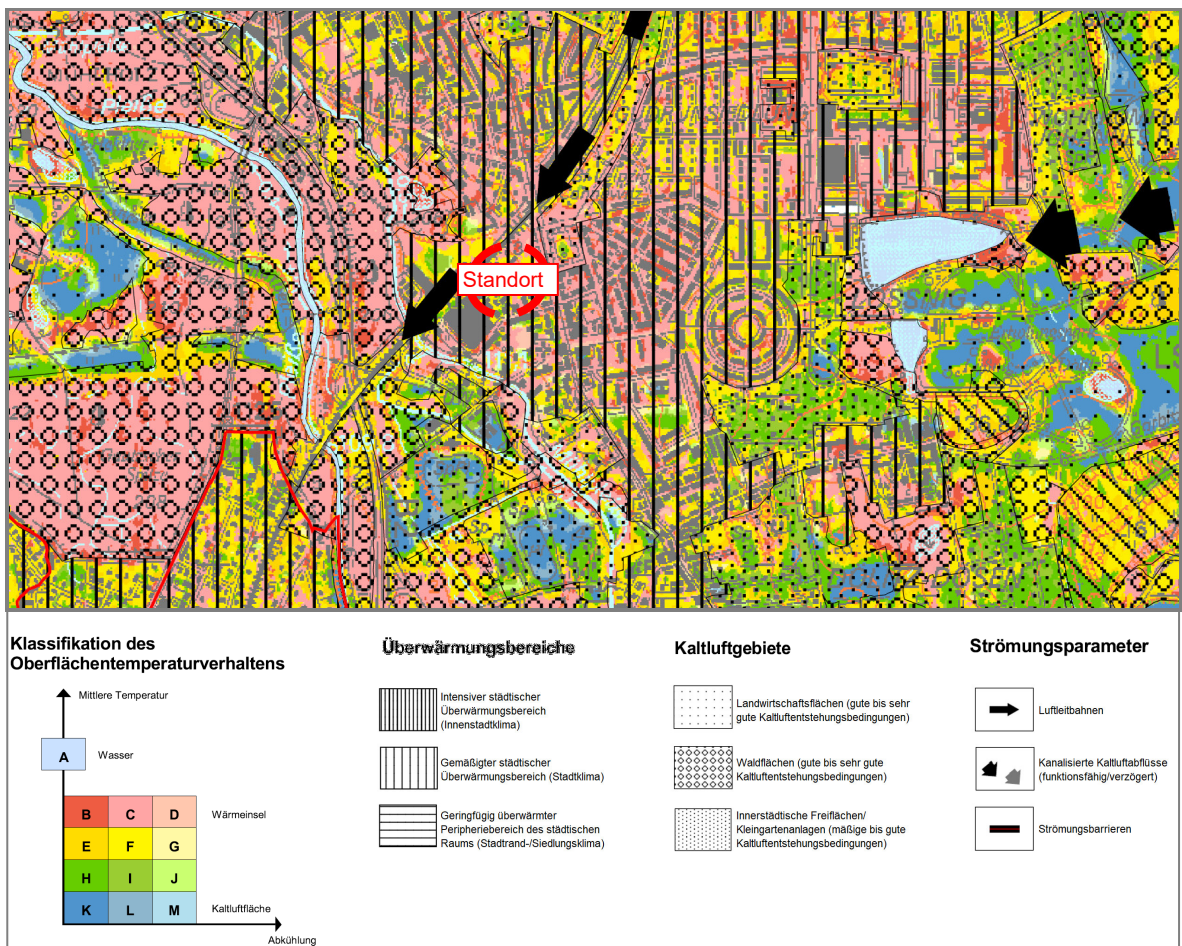 Pleiße
Standort
Klassifikation des
Oberflächentemperaturverhaltens
Mittlere Temperatur
A
Wasser
B
C
D
Wärmeinsel
E
F
G
H
I
J
K
L
M
Kaltluftfläche
Abkühlung
Überwärmungsbereiche
Intensiver städtischer
Überwärmungsbereich
(Innenstadtklima)
Gemäßigter städtischer
Überwärmungsbereich (Stadtklima)
Geringfügig überwärmter
Peripheriebereich des städtischen
Raums (Stadtrand-/Siedlungsklima)
Kaltluftgebiete
Landwirtschaftsflächen (gute bis sehr
gute Kaltluftentstehungsbedingungen)
Waldflächen (gute bis sehr gute
Kaltluftentstehungsbedingungen)
Innerstädtische Freiflächen/
Kleingartenanlagen (mäßige bis gute
Kaltluftentstehungsbedingungen)
Strömungsparameter
Luftleitbahnen
Kanalisierte Kaltluftabflüsse
(funktionsfähig/verzögert)
Strömungsbarrieren